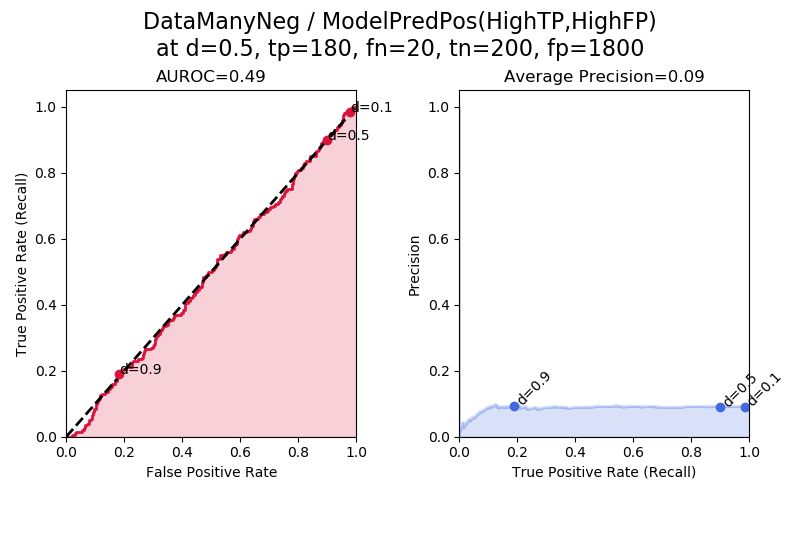 DataManyNeg / ModelPredPos(HighTP,HighFP)
at d=0.5, tp=180, fn=20, tn=200, fp=1800
AUROC=0.49
True Positive Rate (Recall)
1.0
0.8
0.6
0.4
0.2
0.0
d=0.1
d=0.5
d=0.9
0.0 0.2 0.4 0.6 0.8 1.0
False Positive Rate
Average Precision=0.09
Precision
1.0
0.8
0.6
0.4
0.2
0.0
d=0.9
d=0.5
d=0.1
0.0 0.2 0.4 0.6 0.8 1.0
True Positive Rate (Recall)